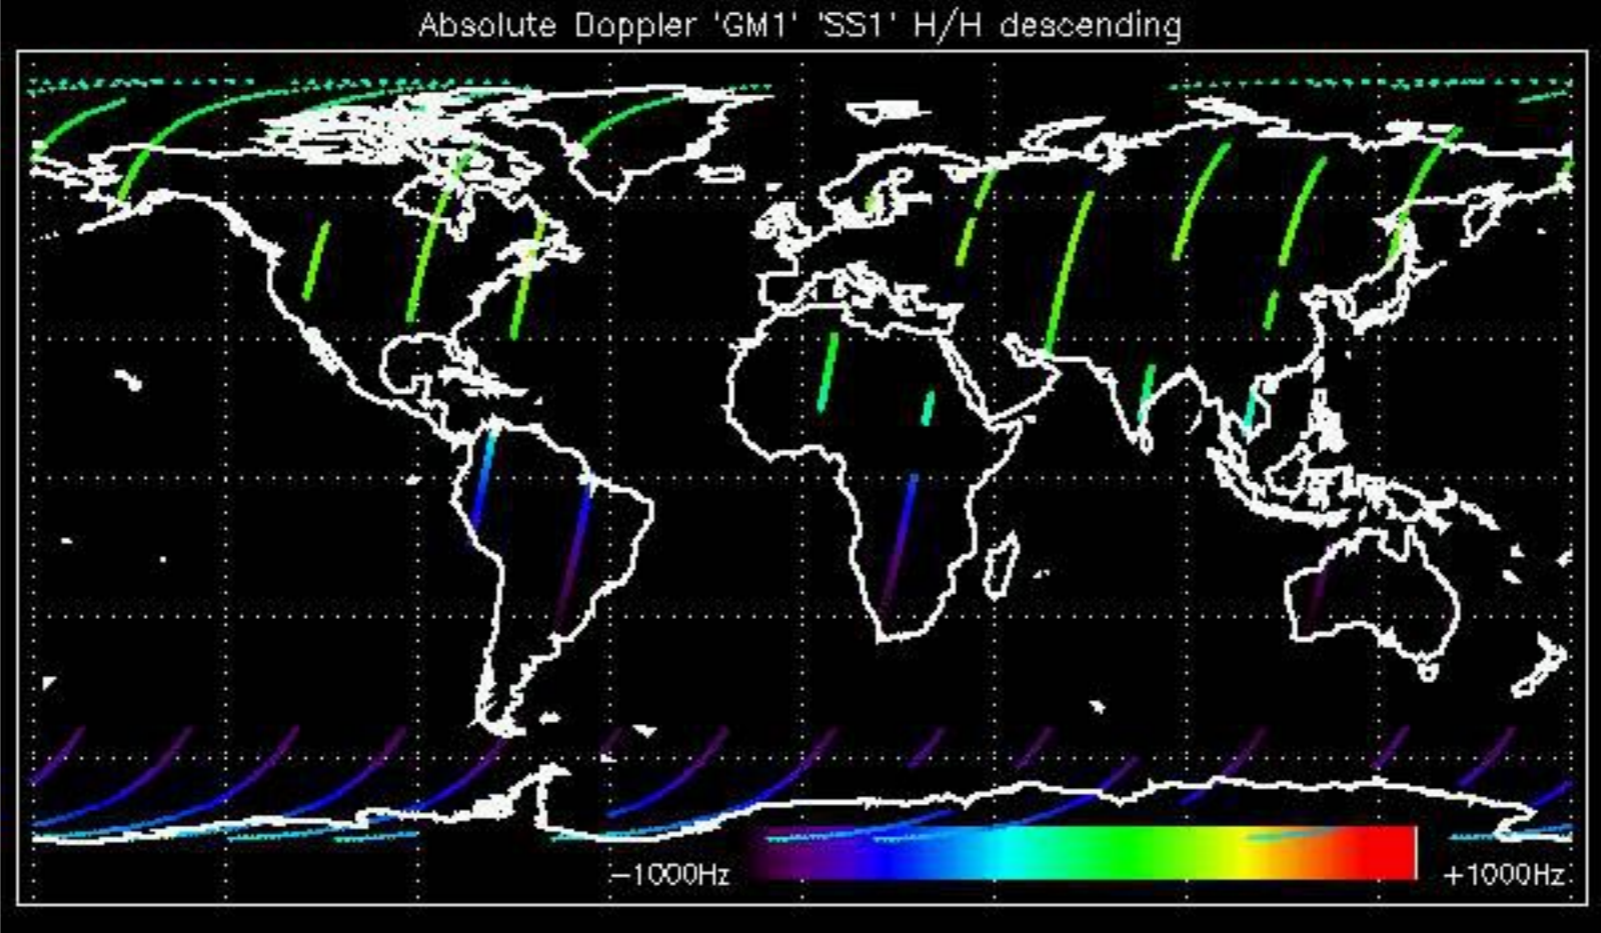 Absolute Doppler 'GM1' 'SS1' H/H descending
−1000Hz
+1000Hz